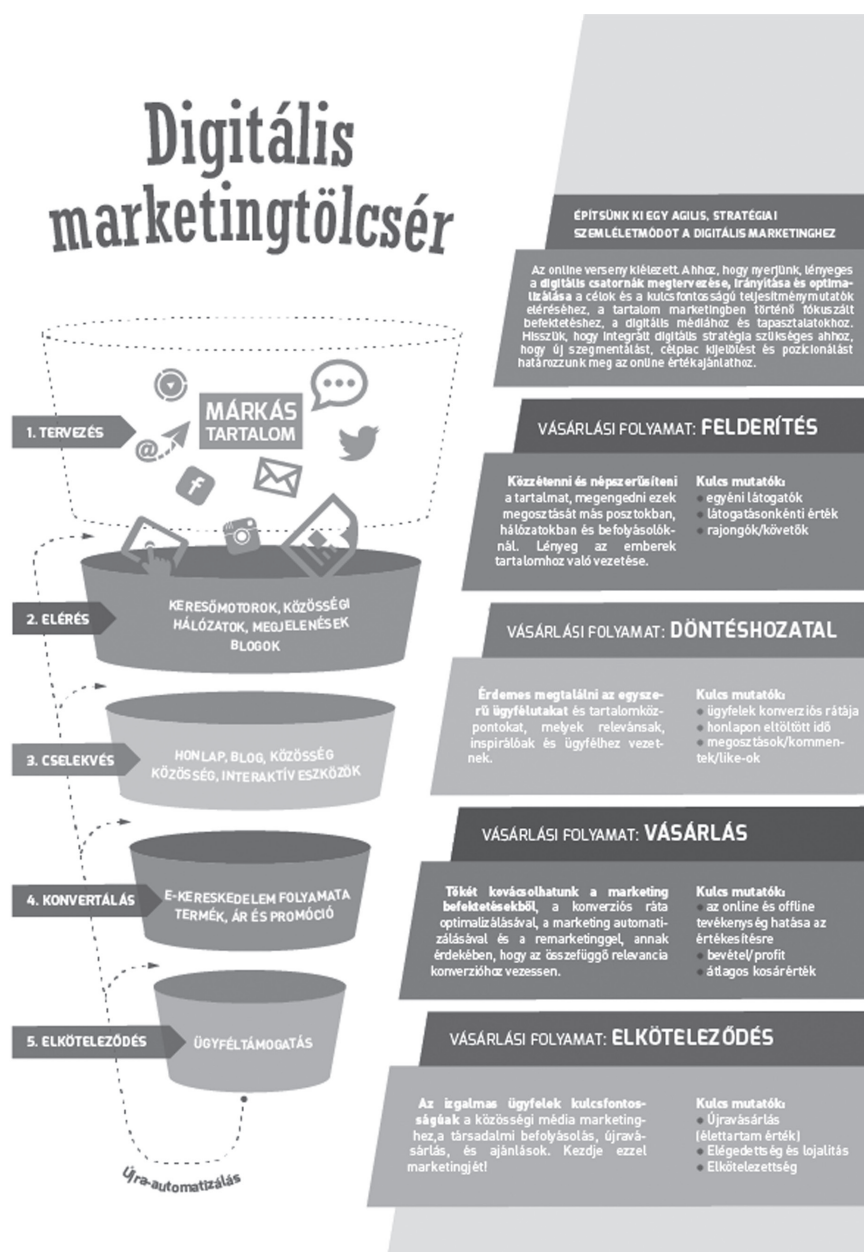 Digitális
marketingtölcsér
ÉPÍTSÜNK KI EGY AGILIS, STRATÉGIAI
SZEMLÉLETMÓDOT A DIGITÁLIS MARKETINGHEZ
Az online verseny kiélezett. Ahhoz, hogy nyerjünk, lényeges
a digitális csatornák megtervezése, irányítása és optima-
lizálása a célok és a kulcsfontosságú teljesítménymutatók
eléréséhez, a tartalom marketingben történő fókuszált
befektetéshez, a digitális médiához és tapasztalatokhoz.
Hisszük, hogy integrált digitális stratégia szükséges ahhoz,
hogy új szegmentálást, célpiac kijelölést és pozicionálást
határozzunk meg az online értékajánlathoz.
1. TERVEZÉS
MÁRKÁS
TARTALOM
@
f
VÁSÁRLÁSI FOLYAMAT: FELDERÍTÉS
Közzétenni és népszerűsíteni
a tartalmat, megengedni ezek
megosztását más posztokban,
hálózatokban és befolyásolók-
nál. Lényeg az emberek
tartalomhoz való vezetése.
Kulcs mutatók:
● egyéni látogatók
● látogatásonkénti érték
● rajongók/követők
2. ELÉRÉS
KERESŐMOTOROK, KÖZÖSSÉGI
HÁLÓZATOK, MEGJELENÉSEK
BLOGOK
VÁSÁRLÁSI FOLYAMAT: DÖNTÉSHOZATAL
Érdemes megtalálni az egysze-
rű ügyfélutakat és tartalomköz-
pontokat, melyek relevánsak,
inspirálóak és ügyfélhez vezet-
nek.
Kulcs mutatók:
● ügyfelek konverziós rátája
● honlapon eltöltött idő
● megosztások/kommen-
tek/like-ok
3. CSELEKVÉS
HONLAP, BLOG, KÖZÖSSÉG
KÖZÖSSÉG, INTERAKTÍV ESZKÖZÖK
VÁSÁRLÁSI FOLYAMAT: VÁSÁRLÁS
Tőkét kovácsolhatunk a marketing
befektetésekből, a konverziós ráta
optimalizálásával, a marketing automati-
zálásával és a remarketinggel, annak
érdekében, hogy az összefüggő relevancia
konverzióhoz vezessen.
Kulcs mutatók:
● az online és offline
tevékenység hatása az
értékesítésre
● bevétel/profit
● átlagos kosárérték
4. KONVERTÁLÁS
E-KERESKEDELEM FOLYAMATA
TERMÉK, ÁR ÉS PROMÓCIÓ
VÁSÁRLÁSI FOLYAMAT: ELKÖTELEZŐDÉS
Az izgalmas ügyfelek kulcsfontos-
ságúak a közösségi média marketing-
hez,a társadalmi befolyásolás, újravá-
sárlás, és ajánlások. Kezdje ezzel
marketingjét!
Kulcs mutatók:
● Újravásárlás
(élettartam érték)
● Elégedettség és lojalitás
● Elkötelezettség
5. ELKÖTELEZŐDÉS
ÜGYFÉLTÁMOGATÁS
Újra-automatizálás